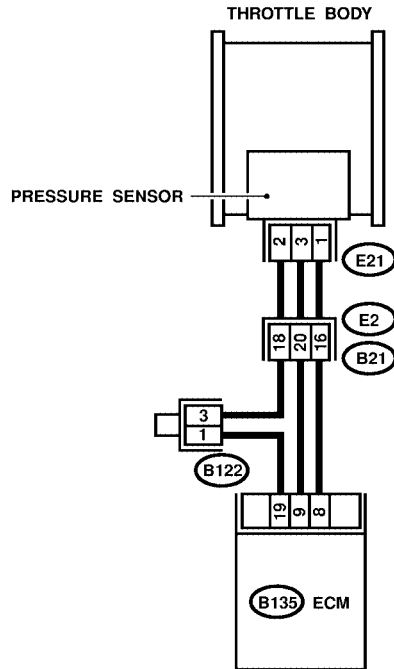 THROTTLE BODY
PRESSURE SENSOR
2 3 1
E21
E2
18 20 16
B21
3
1
B122
19 9 8
B135 ECM